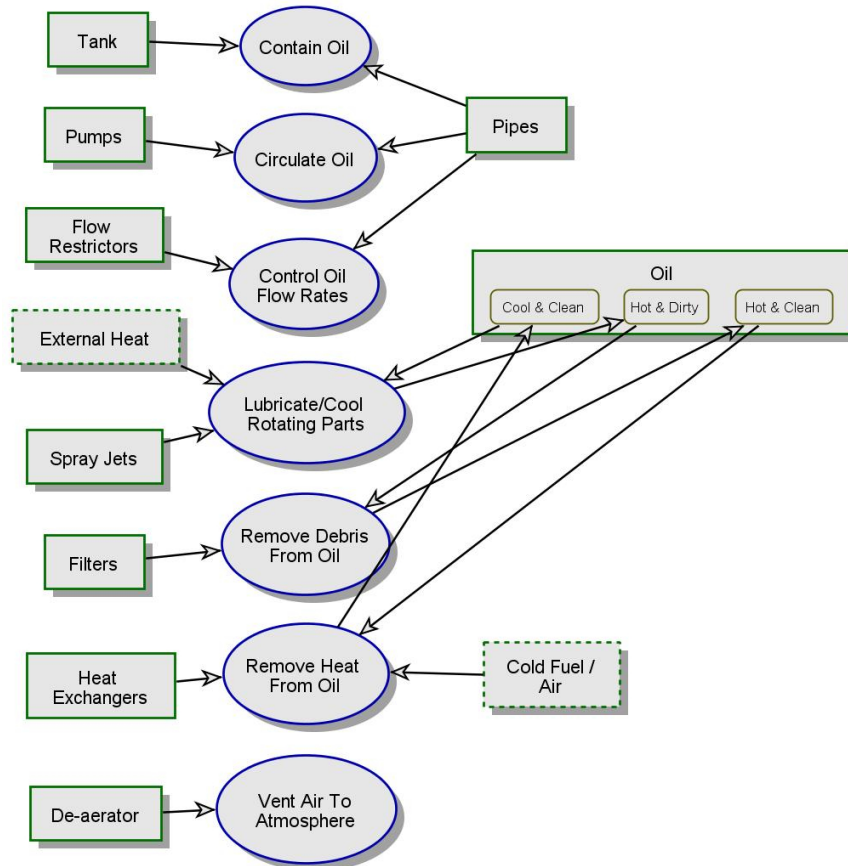 Tank
Contain Oil
Pipes
Pumps
Circulate Oil
Flow
Restrictors
Control Oil
Flow Rates
Oil
Cool & Clean
Hot & Dirty
Hot & Clean
External Heat
Lubricate/Cool
Rotating Parts
Spray Jets
Remove Debris
From Oil
Filters
Heat
Exchangers
Remove Heat
From Oil
Cold Fuel /
Air
De-aerator
Vent Air To
Atmosphere